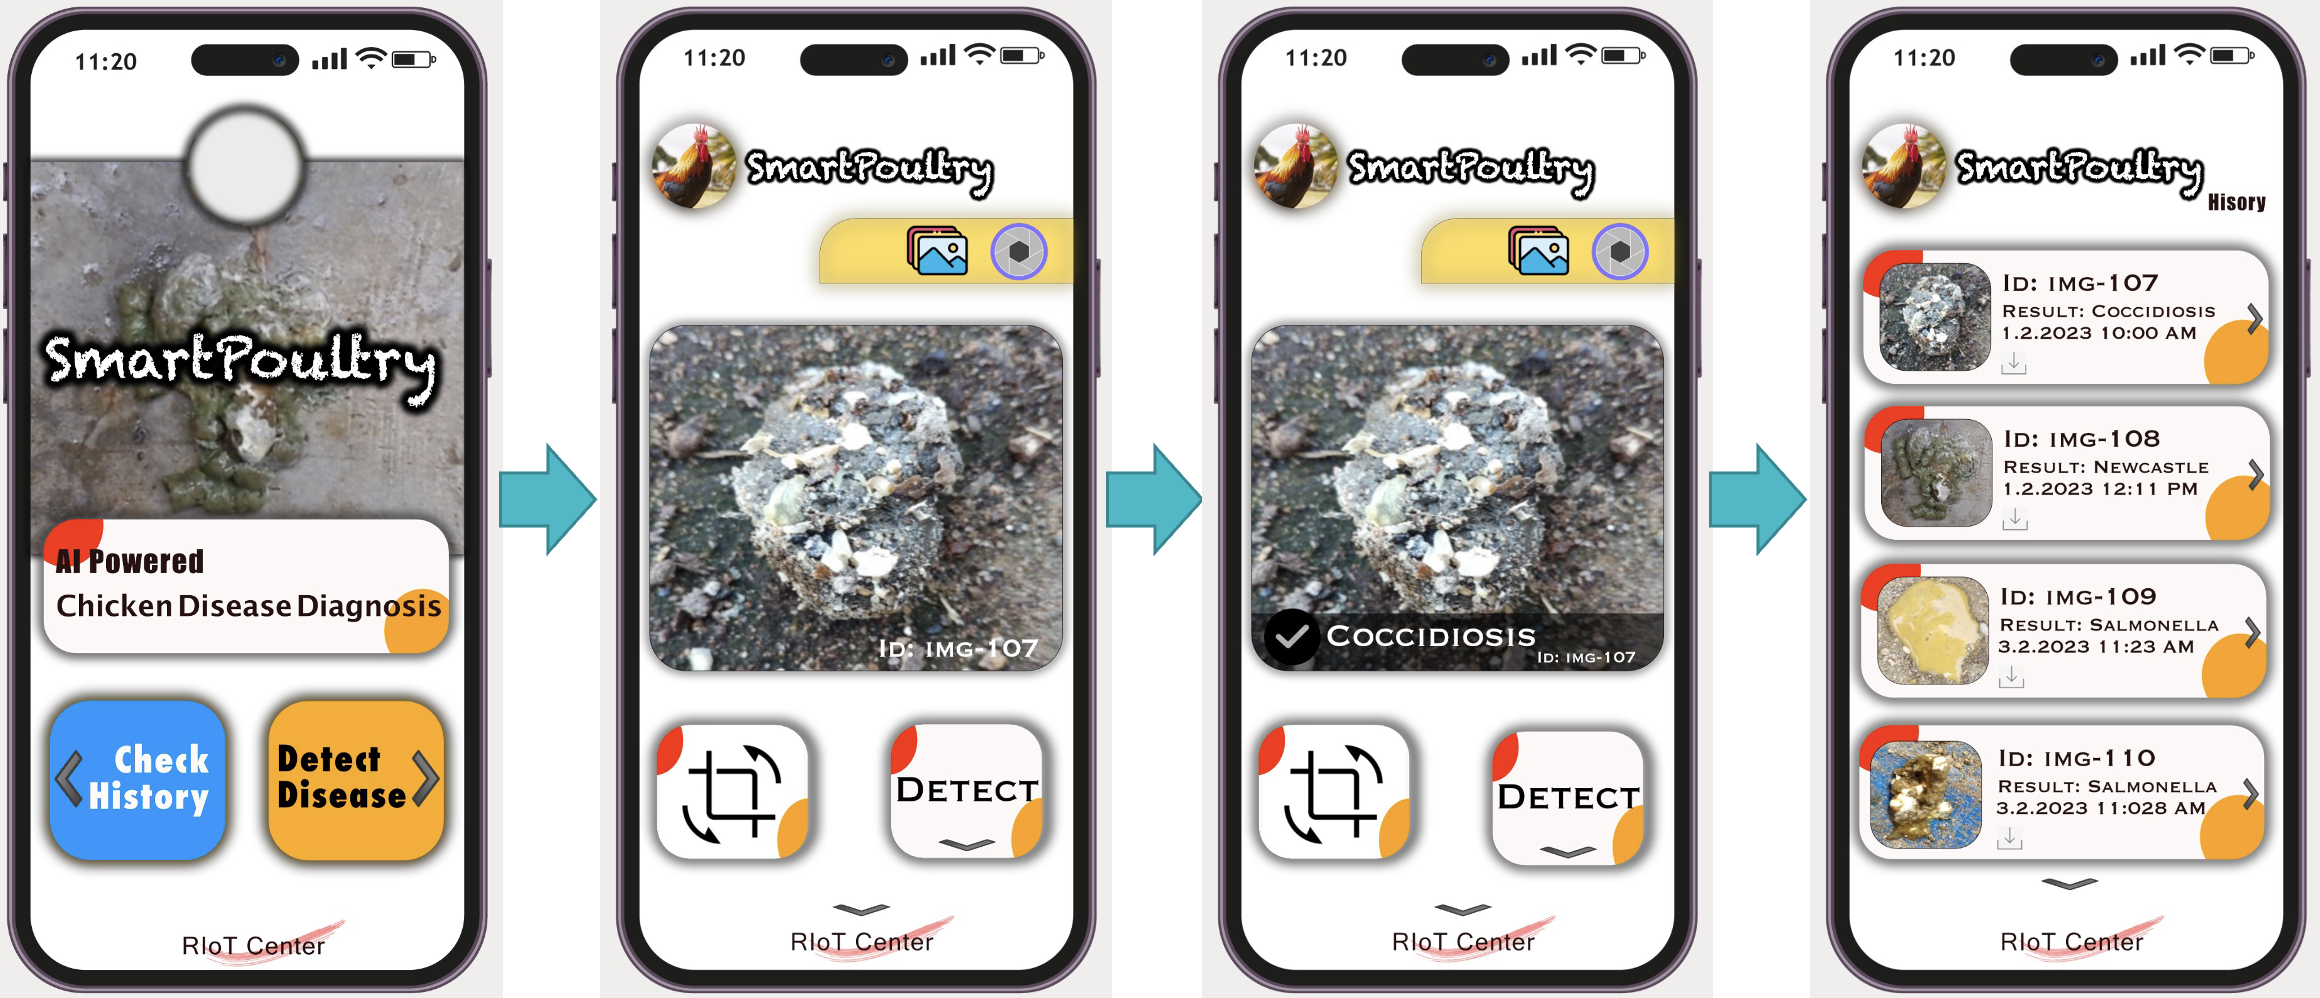 11:20
SmartPoultry
AI Powered
Chicken Disease Diagnosis
Check
History
Detect
Disease
RIoT Center
11:20
SmartPoultry
ID: IMG-107
DETECT
RIoT Center
11:20
SmartPoultry
COCCIDIOSIS
ID: IMG-107
DETECT
RIoT Center
11:20
SmartPoultry
Hisory
ID: IMG-107
RESULT: COCCIDIOSIS
1.2.2023 10:00 AM
ID: IMG-108
RESULT: NEWCASTLE
1.2.2023 12:11 PM
ID: IMG-109
RESULT: SALMONELLA
3.2.2023 11:23 AM
ID: IMG-110
RESULT: SALMONELLA
3.2.2023 11:028 AM
RIoT Center